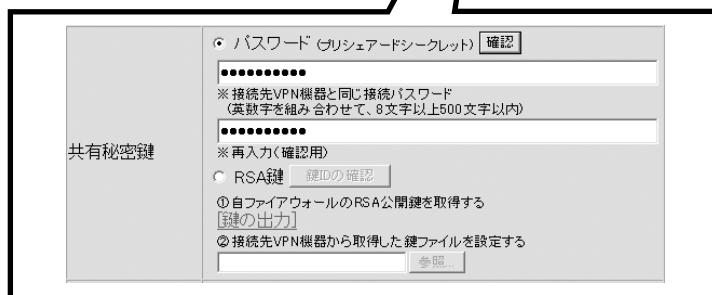 パスワード (プリシェアードシークレット) 確認
●●●●●●●●●●
※接続先VPN機器と同じ接続パスワード
(英数字を組み合わせて、8文字以上500文字以内)
●●●●●●●●●●
共有秘密鍵
※再入力(確認用)
RSA鍵 鍵IDの確認
①自ファイアウォールのRSA公開鍵を取得する
[鍵の出力]
②接続先VPN機器から取得した鍵ファイルを設定する
参照...